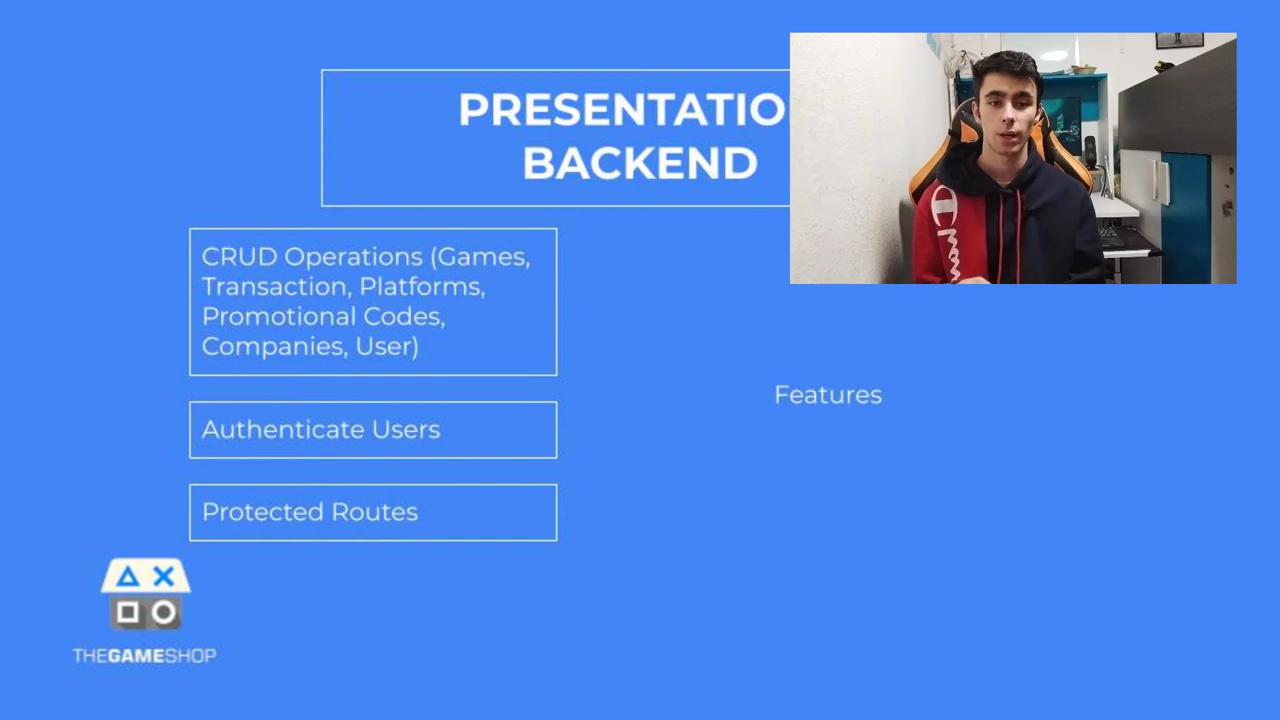 PRESENTATIO
BACKEND
CRUD Operations (Games,
Transaction, Platforms,
Promotional Codes,
Companies, User)
Features
Authenticate Users
Protected Routes
THEGAMESHOP